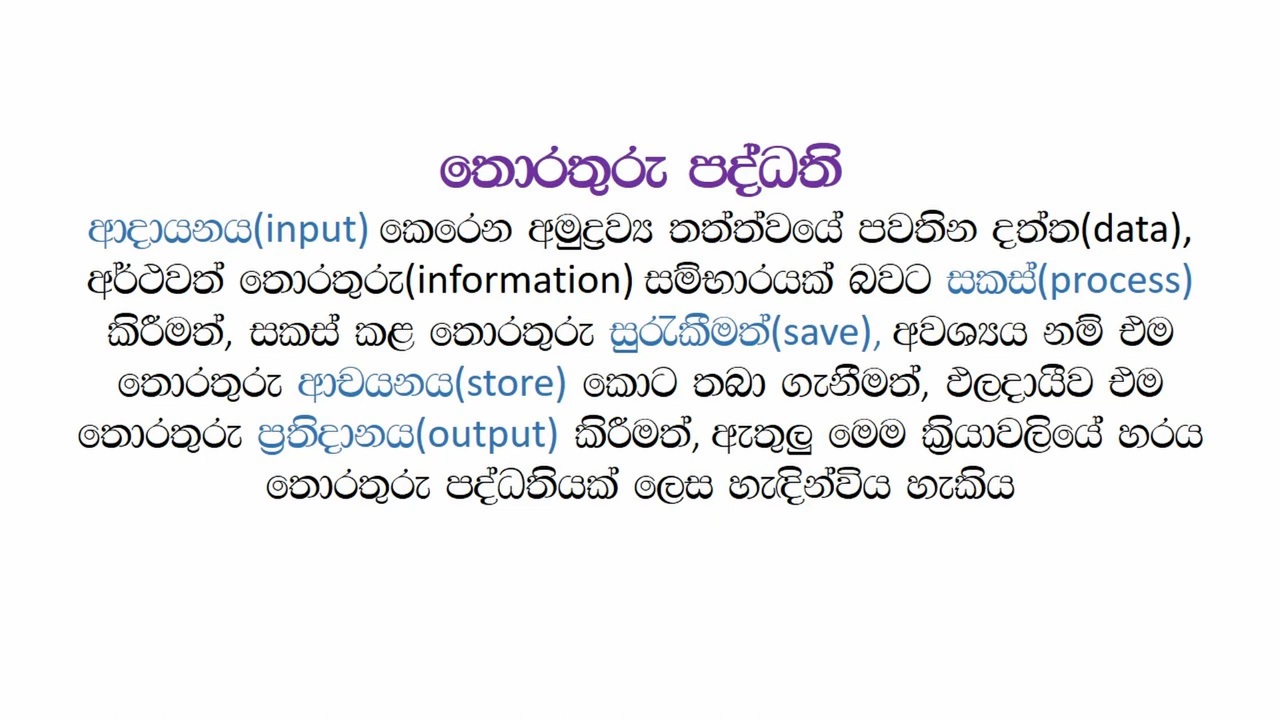 තොරතුරු පද්ධති
ආදායනය(input) කෙරෙන අමුද්‍රව්‍ය තත්ත්වයේ පවතින දත්ත(data),
අර්ථවත් තොරතුරු(information) සම්භාරයක් බවට සකස්(process)
කිරීමත්, සකස් කළ තොරතුරු සුරැකීමත්(save), අවශ්‍යය නම් එම
තොරතුරු ආචයනය(store) කොට තබා ගැනීමත්, ඵලදායීව එම
තොරතුරු ප්‍රතිදානය(output) කිරීමත්, ඇතුලු මෙම ක්‍රියාවලියේ හරය
තොරතුරු පද්ධතියක් ලෙස හැඳින්විය හැකිය